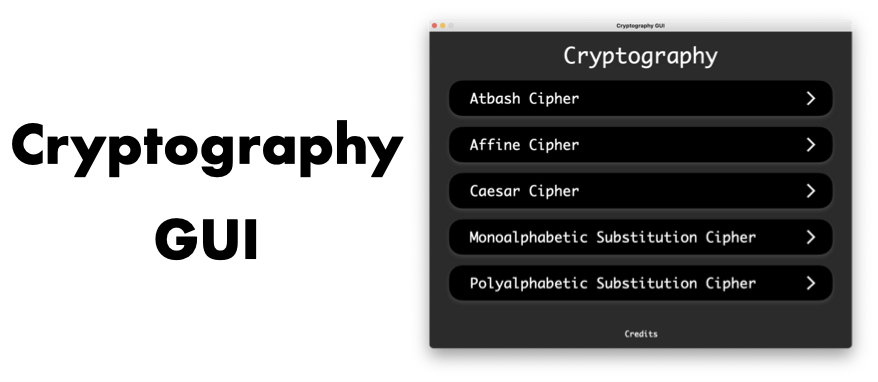 Cryptography
GUI
Cryptography GUI
Cryptography
Atbash Cipher
Affine Cipher
Caesar Cipher
Monoalphabetic Substitution Cipher
Polyalphabetic Substitution Cipher
Credits